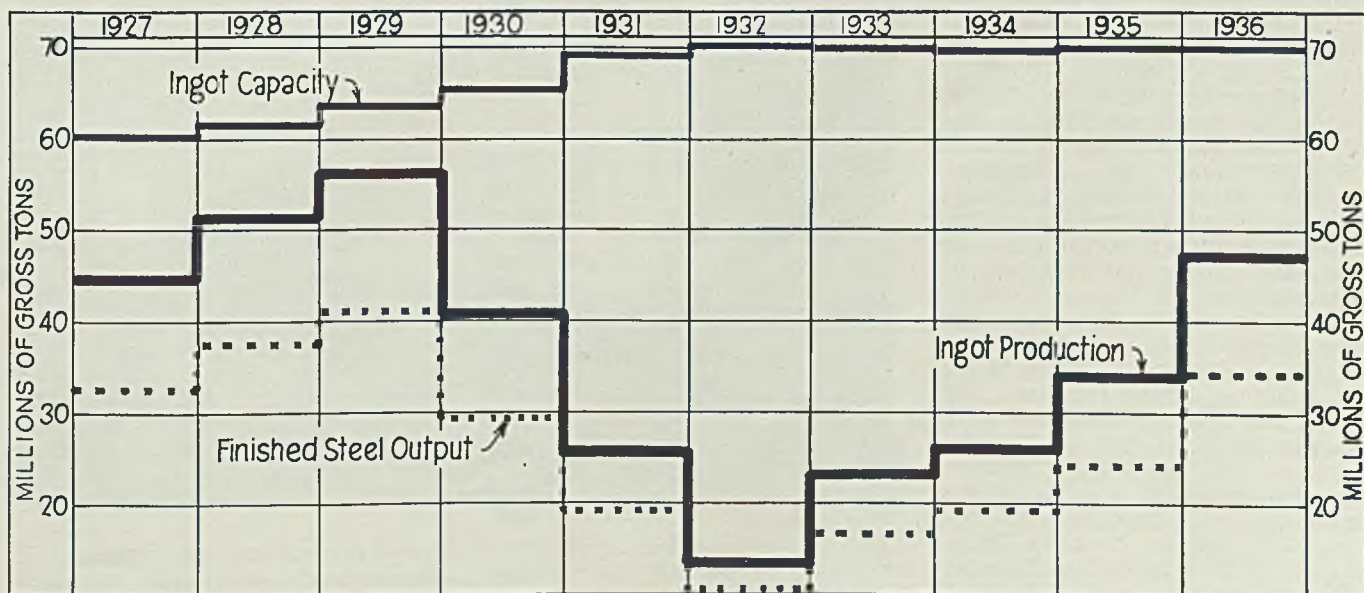 1927 1928 1929 1930 1931 1932 1933 1934 1935 1936
70 70
Ingot Capacity
60 60
MILLIONS OF GROSS TONS
MILLIONS OF GROSS TONS
50 50
40 40
Ingot Production
30 30
Finished Steel Output
20 20